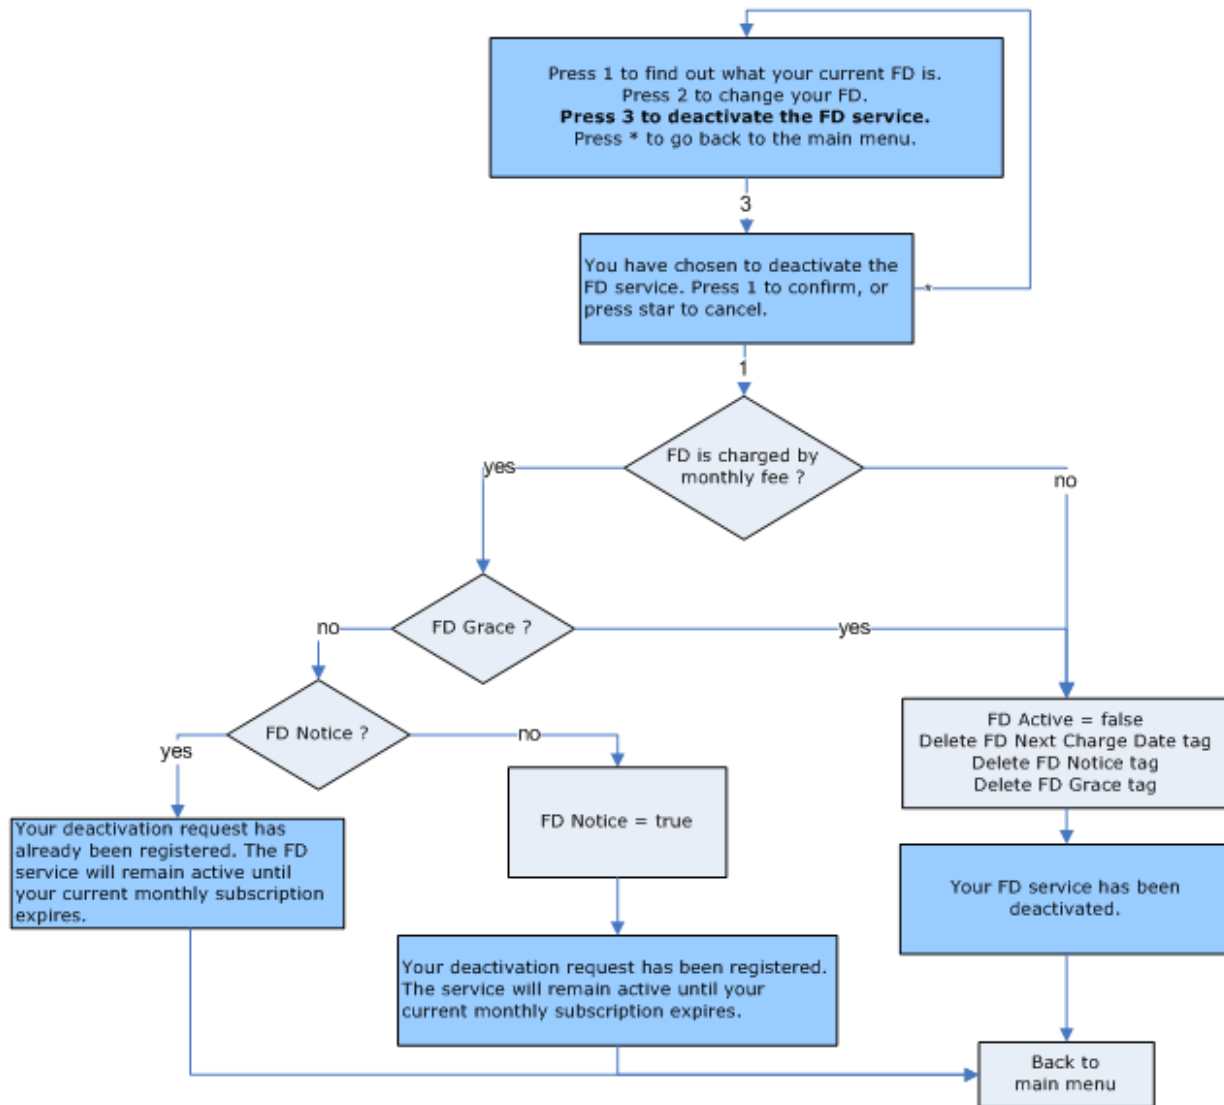 Press 1 to find out what your current FD is.
Press 2 to change your FD.
Press 3 to deactivate the FD service.
Press * to go back to the main menu.
3
You have chosen to deactivate the
FD service. Press 1 to confirm, or
press star to cancel.
*
1
FD is charged by
monthly fee ?
yes
no
FD Grace ?
no
yes
FD Notice ?
yes
no
FD Active = false
Delete FD Next Charge Date tag
Delete FD Notice tag
Delete FD Grace tag
FD Notice = true
Your deactivation request has
already been registered. The FD
service will remain active until
your current monthly subscription
expires.
Your FD service has been
deactivated.
Your deactivation request has been registered.
The service will remain active until your
current monthly subscription expires.
Back to
main menu